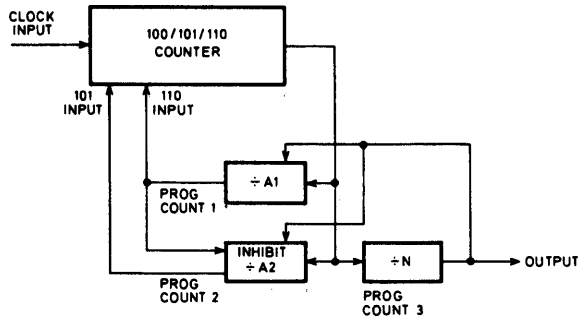 CLOCK
INPUT
100/101/110
COUNTER
101
INPUT
110
INPUT
÷ A1
PROG
COUNT 1
INHIBIT
÷ A2
PROG
COUNT 2
÷N
PROG
COUNT 3
OUTPUT